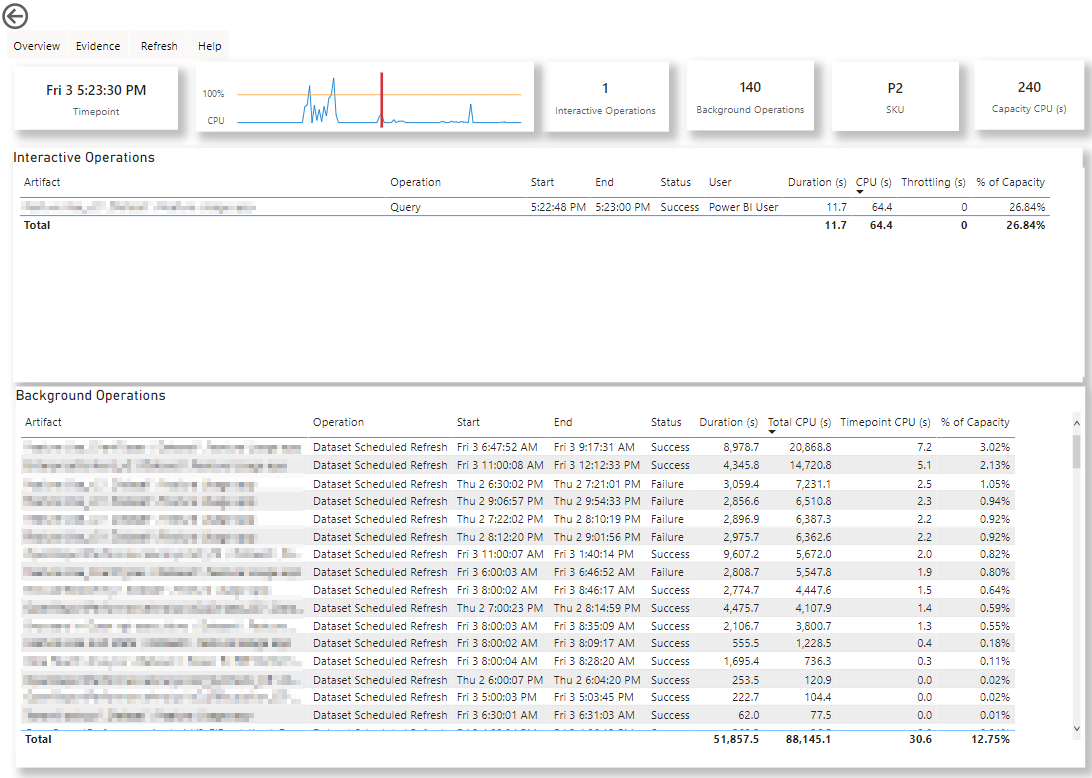 Overview Evidence Refresh Help
Fri 3 5:23:30 PM
Timepoint
100%
CPU
1
Interactive Operations
140
Background Operations
P2
SKU
240
Capacity CPU (s)
Interactive Operations
Artifact Operation Start End Status User Duration (s) CPU (s) Throttling (s) % of Capacity
Query 5:22:48 PM 5:23:00 PM Success Power BI User 11.7 64.4 0 26.84%
Total 11.7 64.4 0 26.84%
Background Operations
Artifact Operation Start End Status Duration (s) Total CPU (s) Timepoint CPU (s) % of Capacity
Dataset Scheduled Refresh Fri 3 6:47:52 AM Fri 3 9:17:31 AM Success 8,978.7 20,868.8 7.2 3.02%
Dataset Scheduled Refresh Fri 3 11:00:08 AM Fri 3 12:12:33 PM Success 4,345.8 14,720.8 5.1 2.13%
Dataset Scheduled Refresh Thu 2 6:30:02 PM Thu 2 7:21:01 PM Failure 3,059.4 7,231.1 2.5 1.05%
Dataset Scheduled Refresh Thu 2 9:06:57 PM Thu 2 9:54:33 PM Failure 2,856.6 6,510.8 2.3 0.94%
Dataset Scheduled Refresh Thu 2 7:22:02 PM Thu 2 8:10:19 PM Failure 2,896.9 6,387.3 2.2 0.92%
Dataset Scheduled Refresh Thu 2 8:12:20 PM Thu 2 9:01:56 PM Failure 2,975.7 6,362.6 2.2 0.92%
Dataset Scheduled Refresh Fri 3 11:00:07 AM Fri 3 1:40:14 PM Success 9,607.2 5,672.0 2.0 0.82%
Dataset Scheduled Refresh Fri 3 6:00:03 AM Fri 3 6:46:52 AM Failure 2,808.7 5,547.8 1.9 0.80%
Dataset Scheduled Refresh Fri 3 8:00:02 AM Fri 3 8:46:17 AM Success 2,774.7 4,447.6 1.5 0.64%
Dataset Scheduled Refresh Thu 2 7:00:23 PM Thu 2 8:14:59 PM Success 4,475.7 4,107.9 1.4 0.59%
Dataset Scheduled Refresh Fri 3 8:00:03 AM Fri 3 8:35:09 AM Success 2,106.7 3,800.7 1.3 0.55%
Dataset Scheduled Refresh Fri 3 8:00:02 AM Fri 3 8:09:17 AM Success 555.5 1,228.5 0.4 0.18%
Dataset Scheduled Refresh Fri 3 8:00:04 AM Fri 3 8:28:20 AM Success 1,695.4 736.3 0.3 0.11%
Dataset Scheduled Refresh Thu 2 6:00:07 PM Thu 2 6:04:20 PM Success 253.5 120.9 0.0 0.02%
Dataset Scheduled Refresh Fri 3 5:00:03 PM Fri 3 5:03:45 PM Success 222.7 104.4 0.0 0.02%
Dataset Scheduled Refresh Fri 3 6:30:01 AM Fri 3 6:31:03 AM Success 62.0 77.5 0.0 0.01%
Total 51,857.5 88,145.1 30.6 12.75%